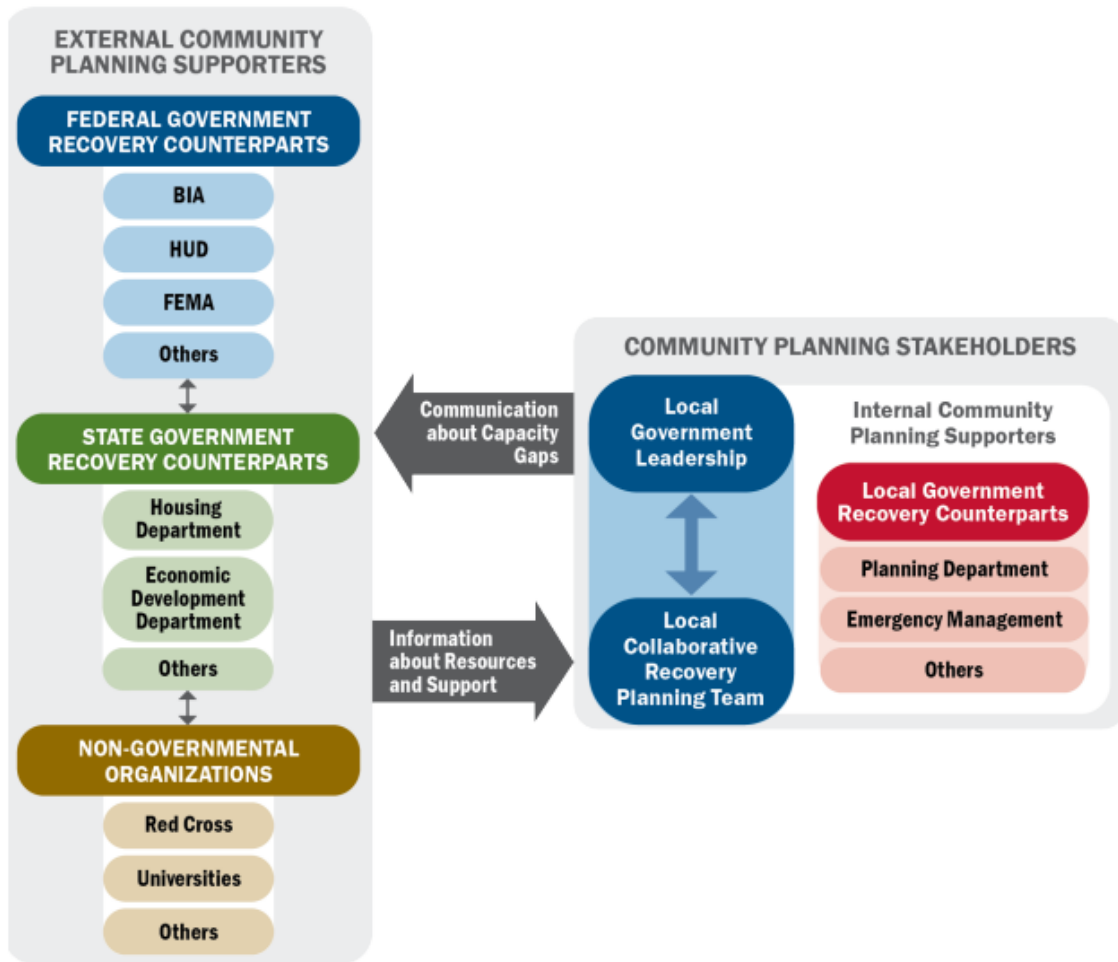 EXTERNAL COMMUNITY
PLANNING SUPPORTERS
FEDERAL GOVERNMENT
RECOVERY COUNTERPARTS
BIA
HUD
FEMA
Others
STATE GOVERNMENT
RECOVERY COUNTERPARTS
Housing
Department
Economic
Development
Department
Others
NON-GOVERNMENTAL
ORGANIZATIONS
Red Cross
Universities
Others
Communication
about Capacity
Gaps
Information
about Resources
and Support
COMMUNITY PLANNING STAKEHOLDERS
Local
Government
Leadership
Local
Collaborative
Recovery
Planning Team
Internal Community
Planning Supporters
Local Government
Recovery Counterparts
Planning Department
Emergency Management
Others